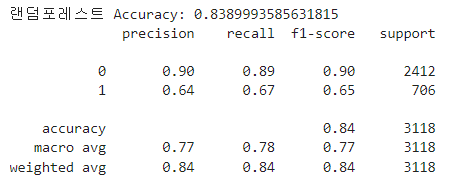 랜덤포레스트 Accuracy: 0.8389993585631815
precision recall f1-score support
0 0.90 0.89 0.90 2412
1 0.64 0.67 0.65 706
accuracy 0.84 3118
macro avg 0.77 0.78 0.77 3118
weighted avg 0.84 0.84 0.84 3118